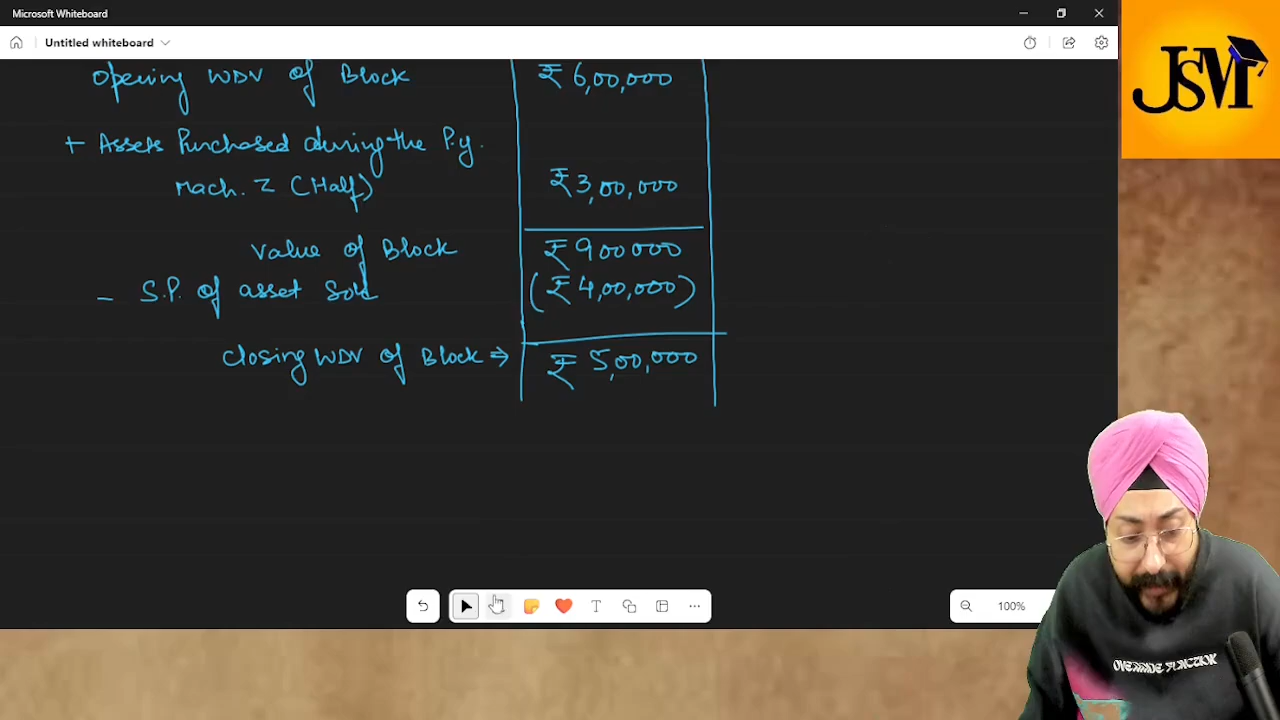 Microsoft Whiteboard
Untitled whiteboard
JSM
Opening WDV of Block ₹ 6,00,000
+ Assets Purchased during the P.y.
Mach. Z (Half) ₹3,00,000
Value of Block ₹ 900000
- S.P. of asset Sold (₹ 4,00,000)
Closing WDV of Block ⇒ ₹ 5,00,000
T
100%
OVERRIDE FUNCTION